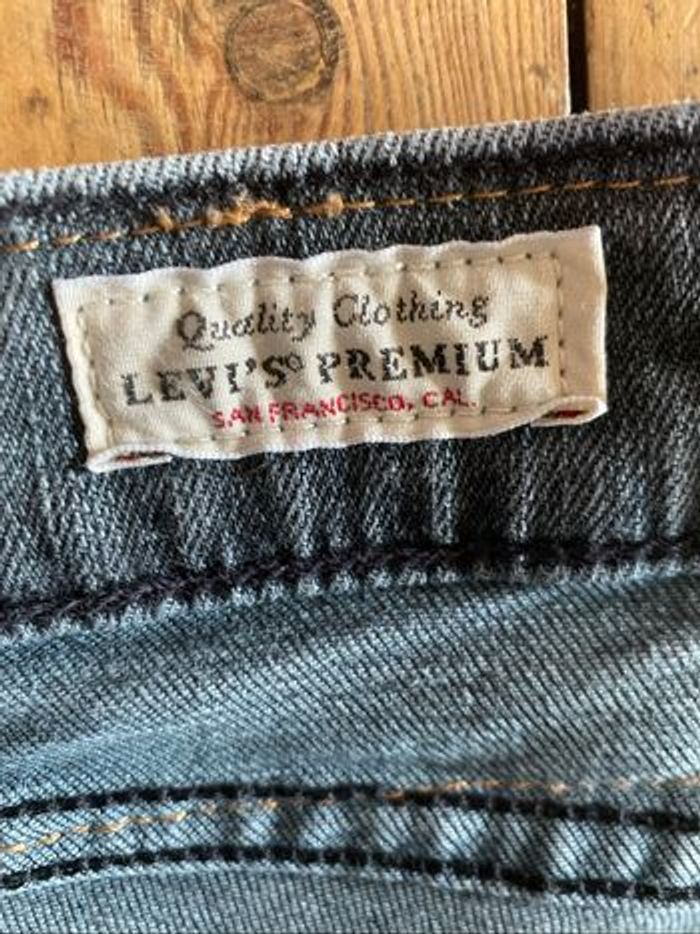 Quality Clothing
LEVI'S® PREMIUM
SAN FRANCISCO, CAL.